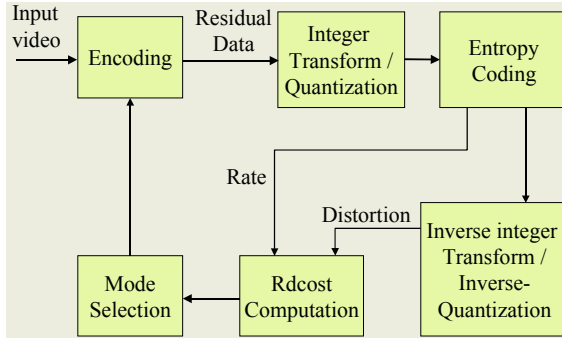 Input
video
Encoding
Residual
Data
Integer
Transform /
Quantization
Entropy
Coding
Rate
Distortion
Inverse integer
Transform /
Inverse-
Quantization
Rdcost
Computation
Mode
Selection